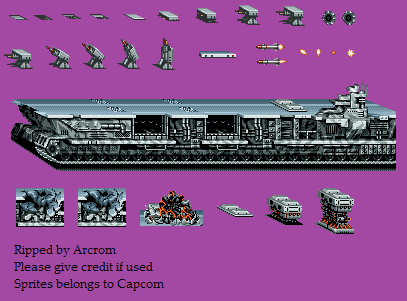 Ripped by Arcrom
Please give credit if used
Sprites belongs to Capcom